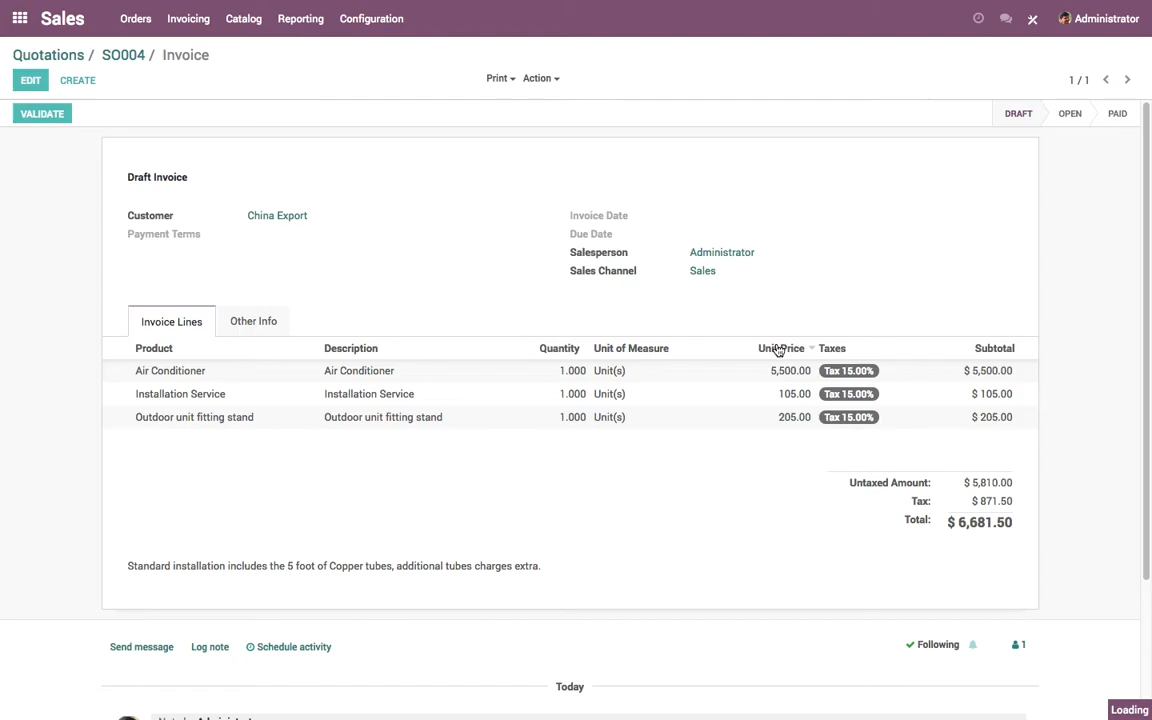 Sales Orders Invoicing Catalog Reporting Configuration Administrator
Quotations / SO004 / Invoice
EDIT CREATE Print Action 1 / 1
VALIDATE DRAFT OPEN PAID
Draft Invoice
Customer China Export Invoice Date
Payment Terms Due Date
Salesperson Administrator
Sales Channel Sales
Invoice Lines Other Info
Product Description Quantity Unit of Measure Unit Price Taxes Subtotal
Air Conditioner Air Conditioner 1.000 Unit(s) 5,500.00 Tax 15.00% $ 5,500.00
Installation Service Installation Service 1.000 Unit(s) 105.00 Tax 15.00% $ 105.00
Outdoor unit fitting stand Outdoor unit fitting stand 1.000 Unit(s) 205.00 Tax 15.00% $ 205.00
Untaxed Amount: $ 5,810.00
Tax: $ 871.50
Total: $ 6,681.50
Standard installation includes the 5 foot of Copper tubes, additional tubes charges extra.
Send message Log note Schedule activity Following 1
Today
Loading